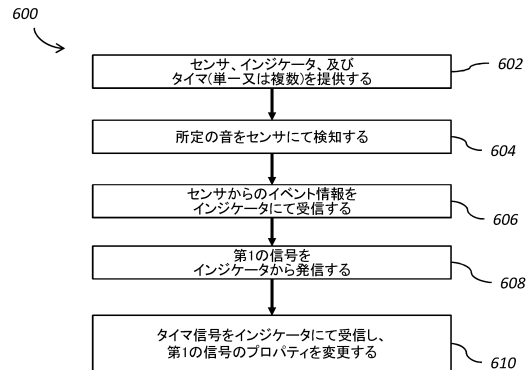 600
センサ、インジケータ、及び
タイマ(単一又は複数)を提供する
602
所定の音をセンサにて検知する
604
センサからのイベント情報を
インジケータにて受信する
606
第1の信号を
インジケータから発信する
608
タイマ信号をインジケータにて受信し、
第1の信号のプロパティを変更する
610